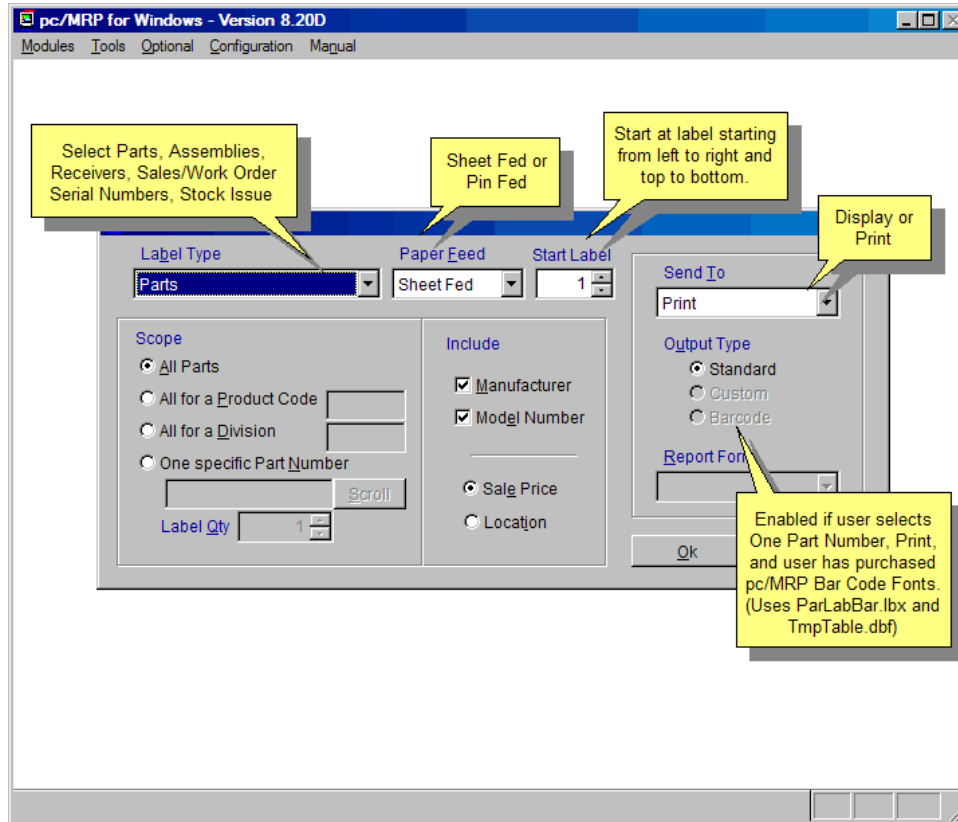 pc/MRP for Windows - Version 8.20D
Modules Tools Optional Configuration Manual
Select Parts, Assemblies,
Receivers, Sales/Work Order
Serial Numbers, Stock Issue
Sheet Fed or
Pin Fed
Start at label starting
from left to right and
top to bottom.
Display or
Print
Label Type
Parts
Paper Feed
Sheet Fed
Start Label
1
Send To
Print
Scope
All Parts
All for a Product Code
All for a Division
One specific Part Number
Scroll
Label Qty 1
Include
Manufacturer
Model Number
Sale Price
Location
Output Type
Standard
Custom
Barcode
Report For
Ok
Enabled if user selects
One Part Number, Print,
and user has purchased
pc/MRP Bar Code Fonts.
(Uses ParLabBar.lbx and
TmpTable.dbf)